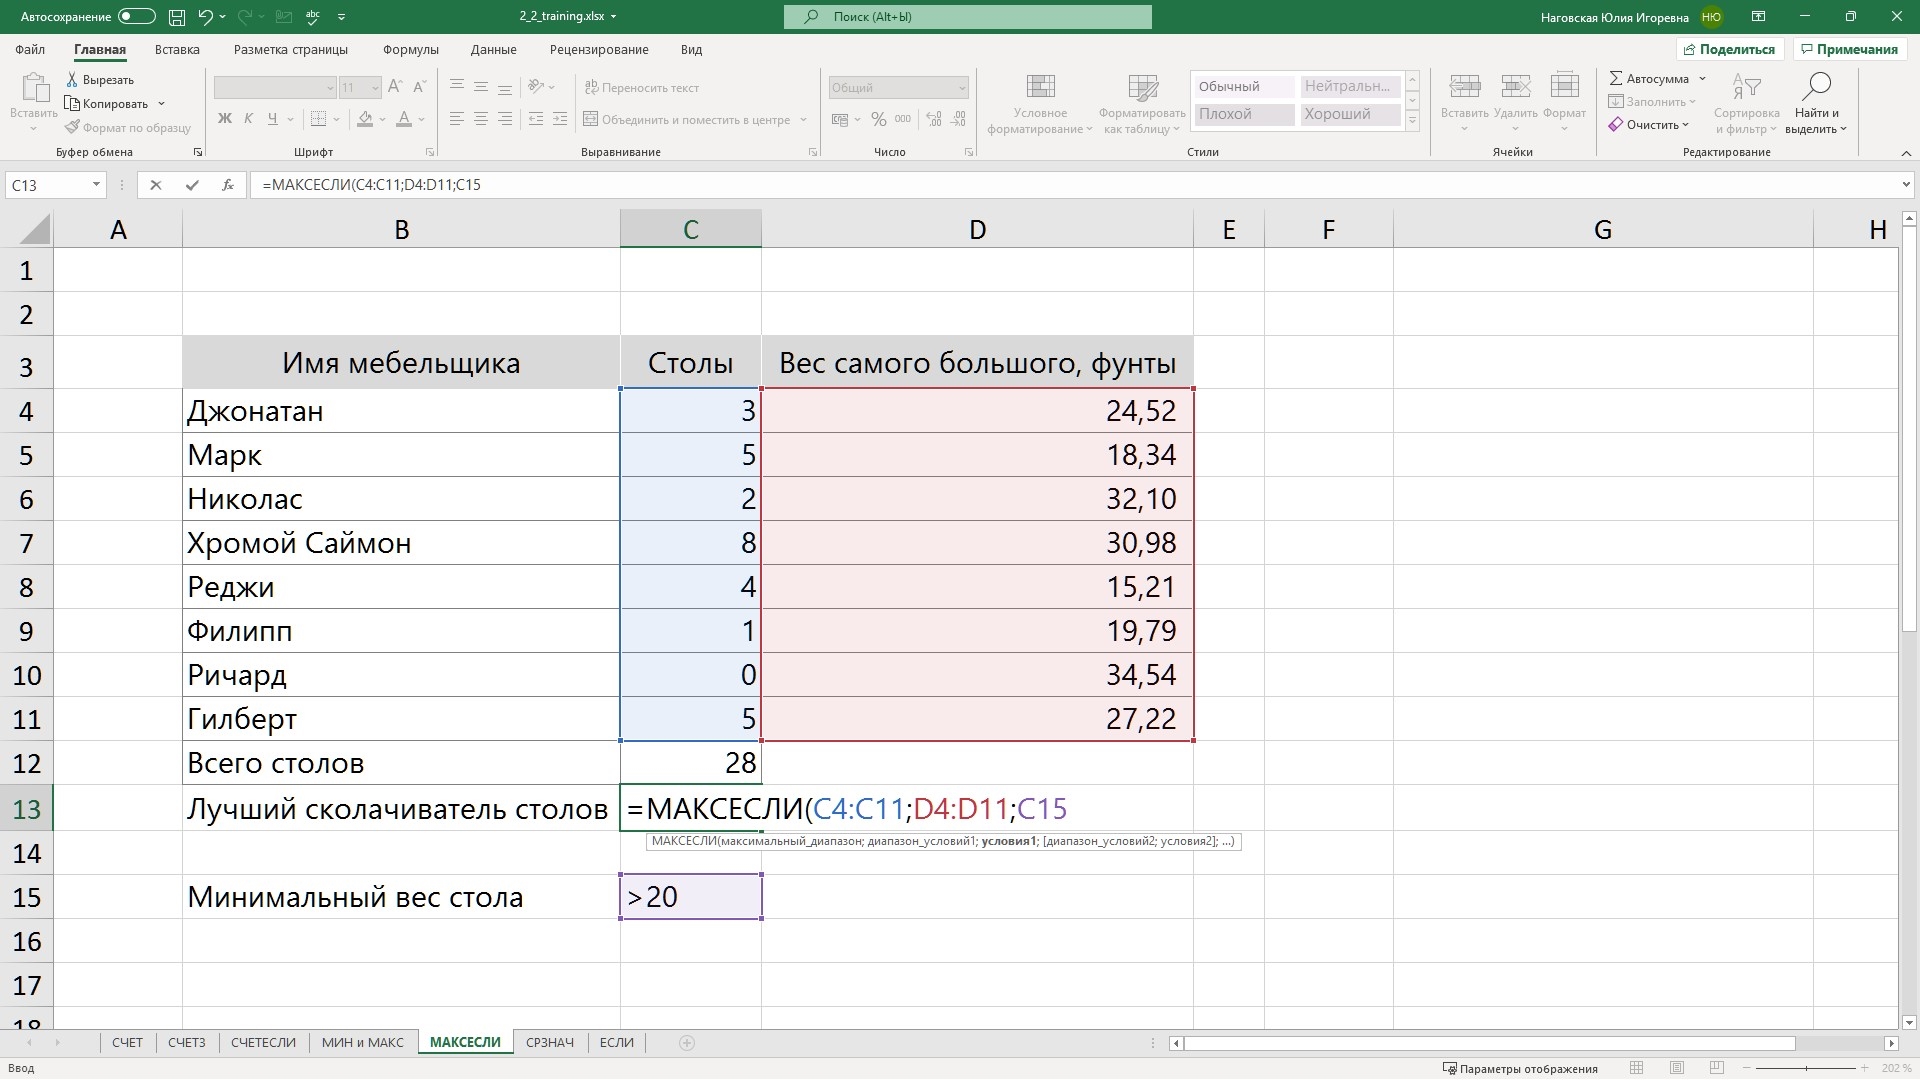 Автосохранение
2_2_training.xlsx
Поиск (Alt+Ы)
Наговская Юлия Игоревна
НЮ
Файл Главная Вставка Разметка страницы Формулы Данные Рецензирование Вид
Поделиться Примечания
Вставить
Вырезать
Копировать
Формат по образцу
Буфер обмена
11
Ж К Ч
Шрифт
Переносить текст
Объединить и поместить в центре
Выравнивание
Общий
% 000
Число
Условное форматирование
Форматировать как таблицу
Обычный Нейтральн...
Плохой Хороший
Стили
Вставить Удалить Формат
Ячейки
Автосумма
Заполнить
Очистить
Сортировка и фильтр
Найти и выделить
Редактирование
C13
fx
=МАКСЕСЛИ(C4:C11;D4:D11;C15
A B C D E F G H
1
2
3 Имя мебельщика Столы Вес самого большого, фунты
4 Джонатан 3 24,52
5 Марк 5 18,34
6 Николас 2 32,10
7 Хромой Саймон 8 30,98
8 Реджи 4 15,21
9 Филипп 1 19,79
10 Ричард 0 34,54
11 Гилберт 5 27,22
12 Всего столов 28
13 Лучший сколачиватель столов =МАКСЕСЛИ(C4:C11;D4:D11;C15
МАКСЕСЛИ(максимальный_диапазон; диапазон_условий1; условия1; [диапазон_условий2; условия2]; ...)
14
15 Минимальный вес стола >20
16
17
18
СЧЕТ СЧЕТЗ СЧЕТЕСЛИ МИН и МАКС МАКСЕСЛИ СРЗНАЧ ЕСЛИ
Ввод
Параметры отображения
202 %